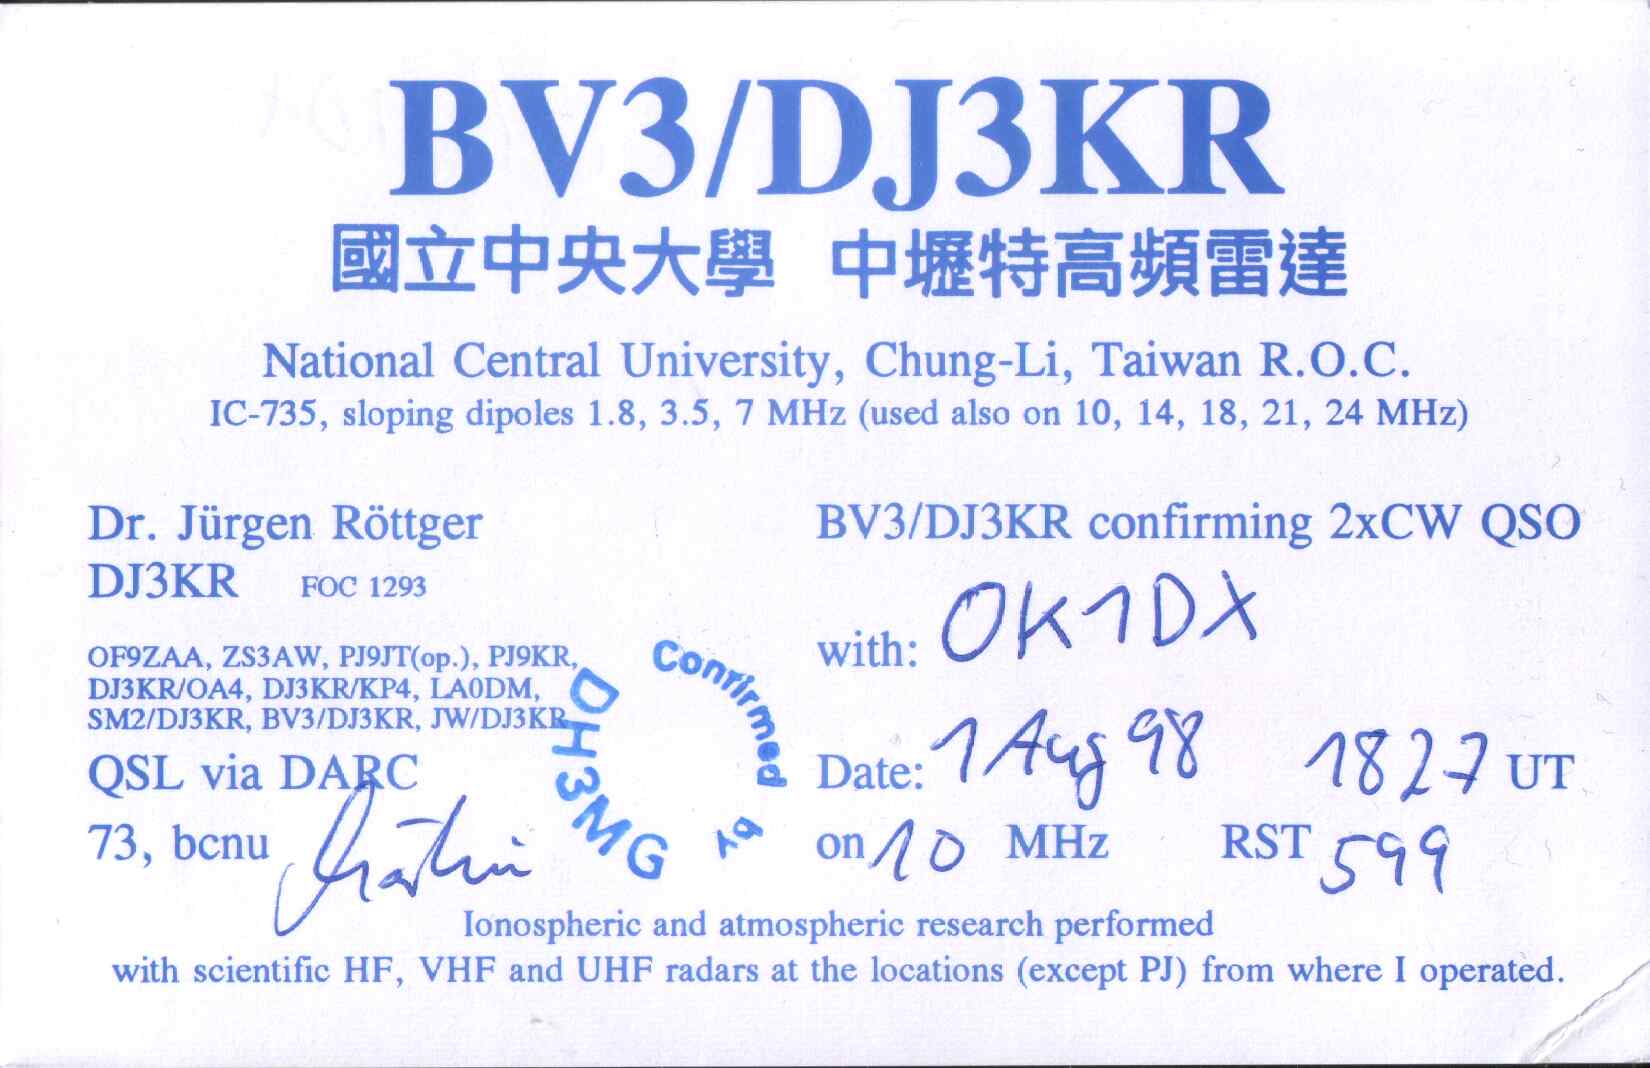 BV3/DJ3KR
國立中央大學 中壢特高頻雷達
National Central University, Chung-Li, Taiwan R.O.C.
IC-735, sloping dipoles 1.8, 3.5, 7 MHz (used also on 10, 14, 18, 21, 24 MHz)
Dr. Jürgen Röttger
DJ3KR FOC 1293
OF9ZAA, ZS3AW, PJ9JT(op.), PJ9KR,
DJ3KR/OA4, DJ3KR/KP4, LA0DM,
SM2/DJ3KR, BV3/DJ3KR, JW/DJ3KR
QSL via DARC
73, bcnu
Confirmed by DH3MG
BV3/DJ3KR confirming 2xCW QSO
with: OK1DX
Date: 1 Aug 98 1827 UT
on 10 MHz RST 599
Ionospheric and atmospheric research performed
with scientific HF, VHF and UHF radars at the locations (except PJ) from where I operated.